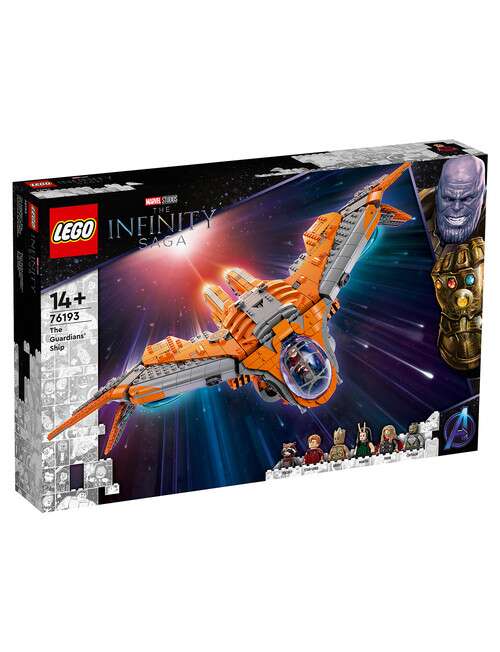 LEGO
MARVEL STUDIOS
THE
INFINITY
SAGA
14+
76193
The
Guardians'
Ship